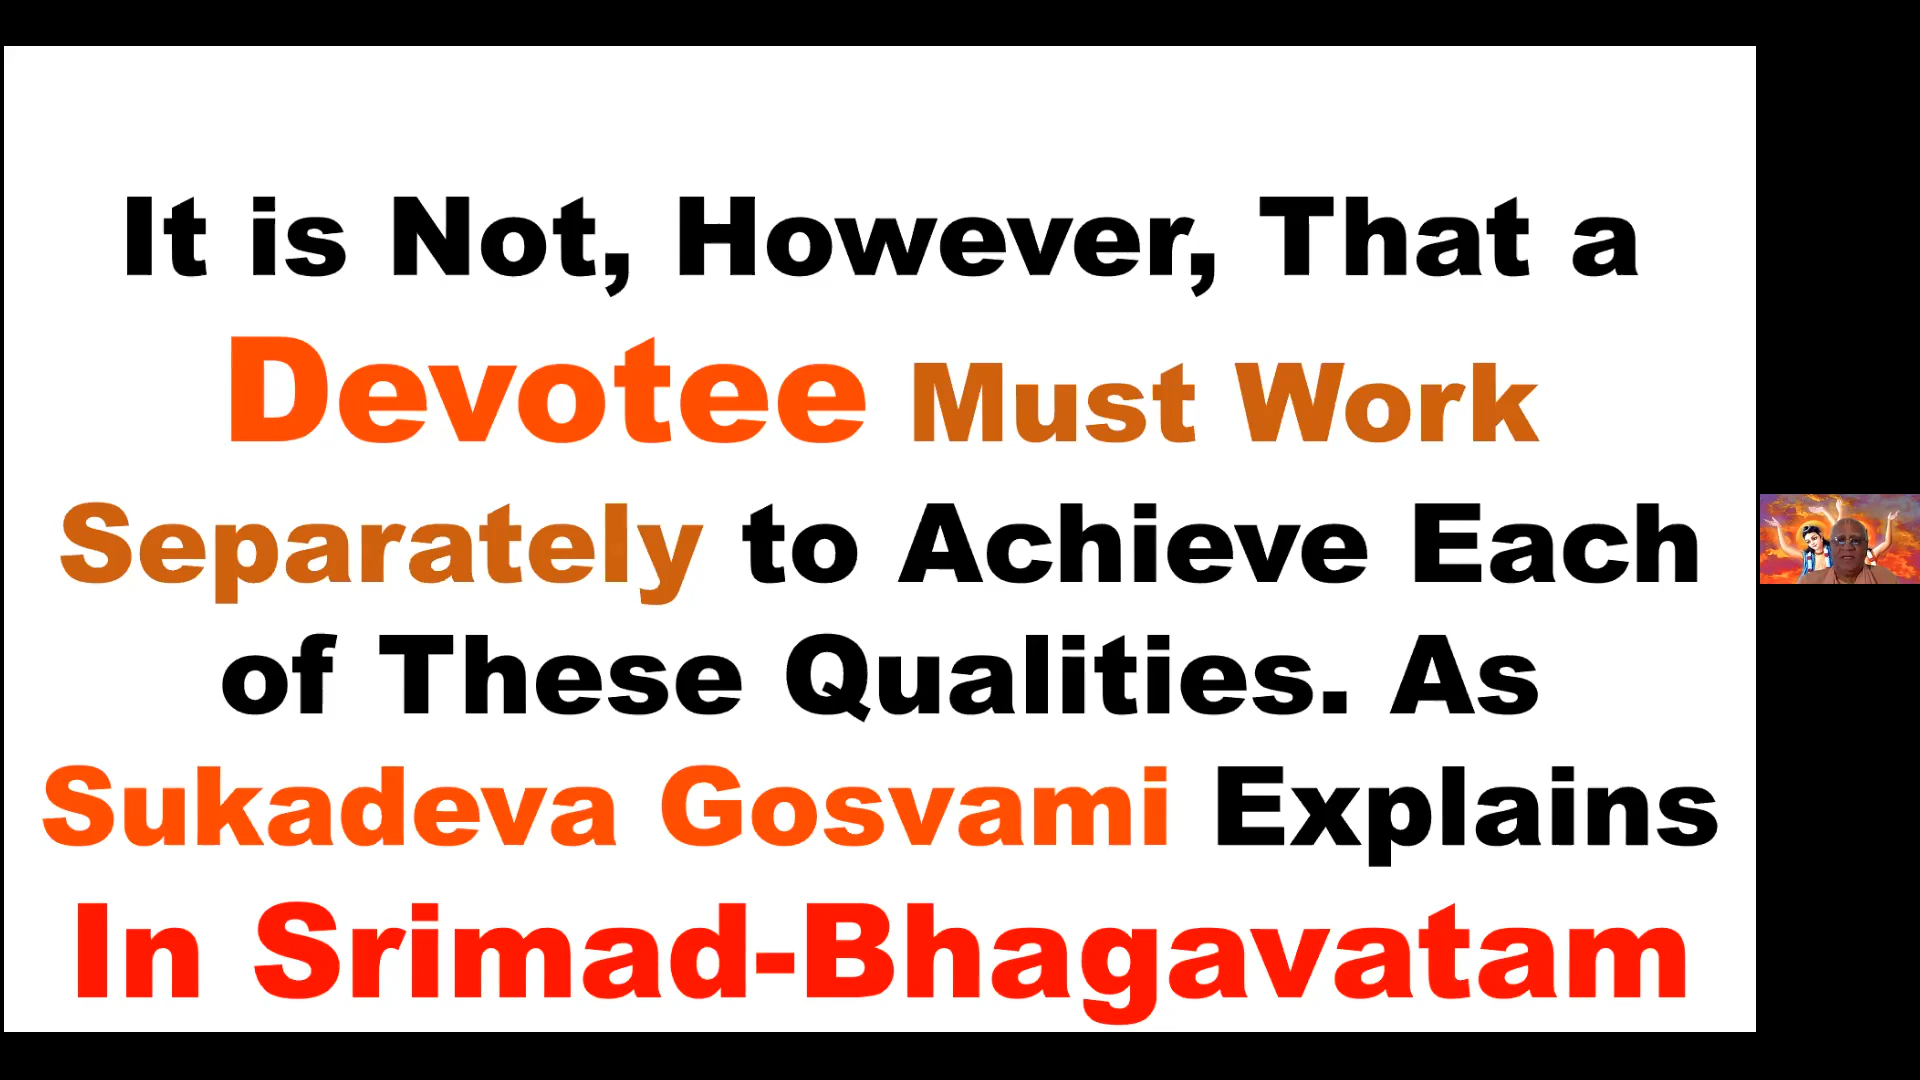 It is Not, However, That a
Devotee Must Work
Separately to Achieve Each
of These Qualities. As
Sukadeva Gosvami Explains
In Srimad-Bhagavatam